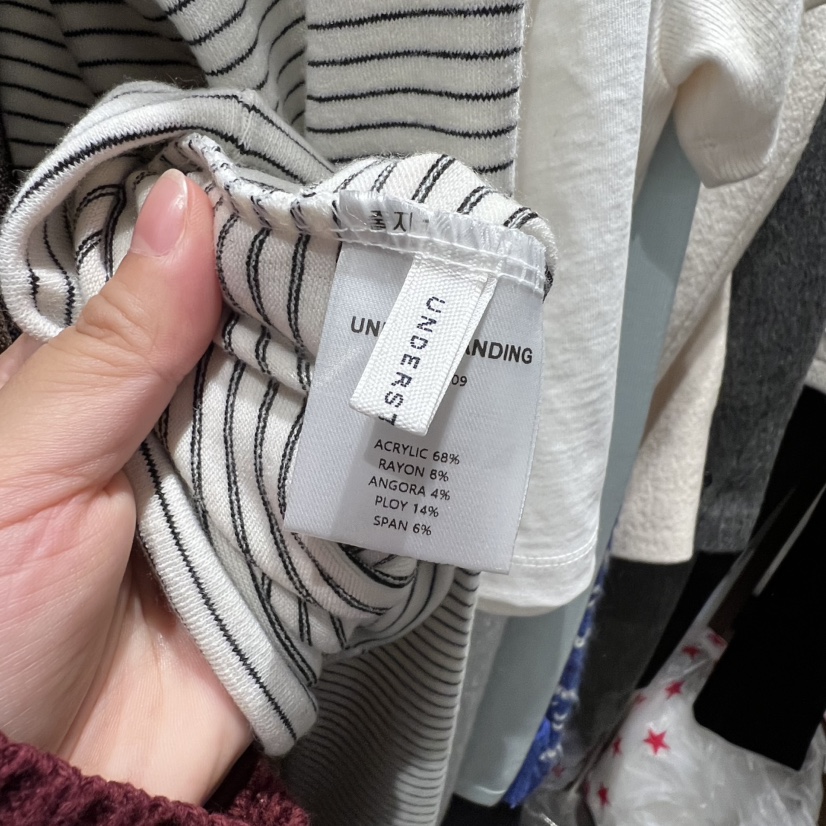 UN ANDING
09
UNDERST
ACRYLIC 68%
RAYON 8%
ANGORA 4%
PLOY 14%
SPAN 6%